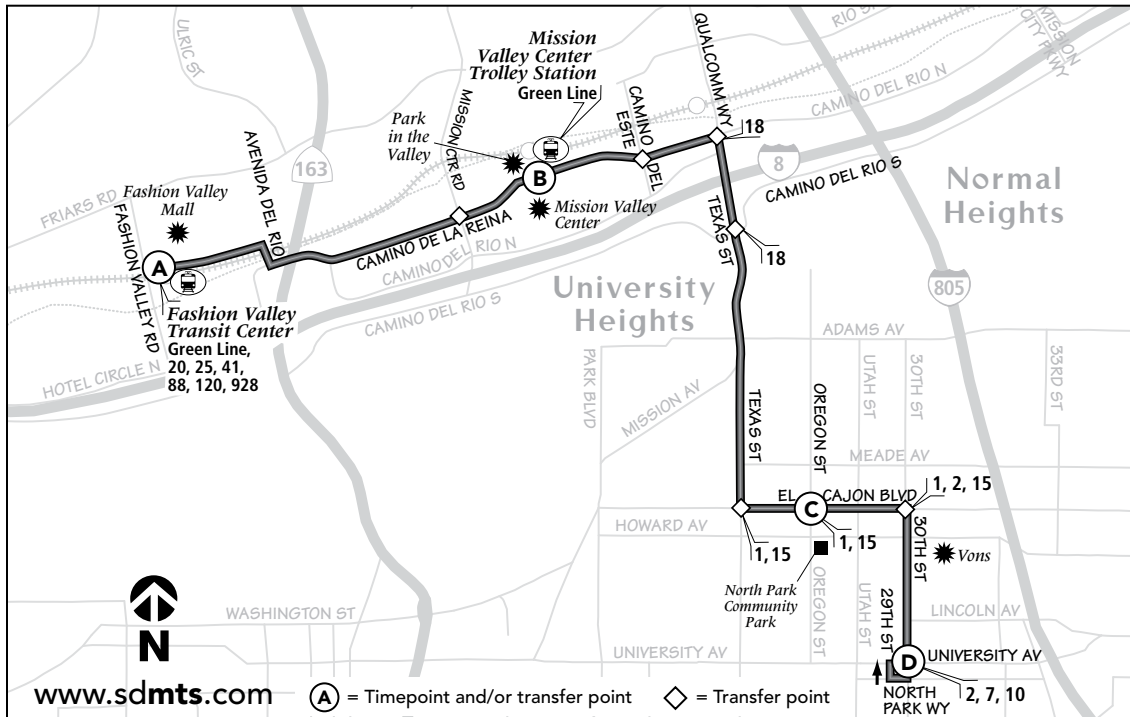 ULRIC ST
RIO S
MISSION
CITY PKWY
QUALCOMM WY
Mission
Valley Center
Trolley Station
Green Line
CAMINO DEL RIO N
MISSION CTR RD
CAMINO
ESTE
DEL
18
Park
in the
Valley
AVENIDA DEL RIO
163
8
CAMINO DEL RIO S
Normal
Heights
FRIARS RD
Fashion Valley
Mall
B
Mission Valley
Center
FASHION VALLEY RD
A
CAMINO DE LA REINA
CAMINO DEL RIO N
CAMINO DEL RIO S
TEXAS ST
18
805
University
Heights
Fashion Valley
Transit Center
Green Line,
20, 25, 41,
88, 120, 928
HOTEL CIRCLE N
ADAMS AV
PARK BLVD
MISSION AV
TEXAS ST
OREGON ST
UTAH ST
30TH ST
33RD ST
MEADE AV
EL CAJON BLVD
C
1, 2, 15
HOWARD AV
1, 15
1, 15
30TH ST
Vons
North Park
Community
Park
OREGON ST
UTAH ST
29TH ST
LINCOLN AV
WASHINGTON ST
UNIVERSITY AV
D
UNIVERSITY AV
NORTH
PARK WY
2, 7, 10
N
www.sdmts.com
A = Timepoint and/or transfer point
= Transfer point